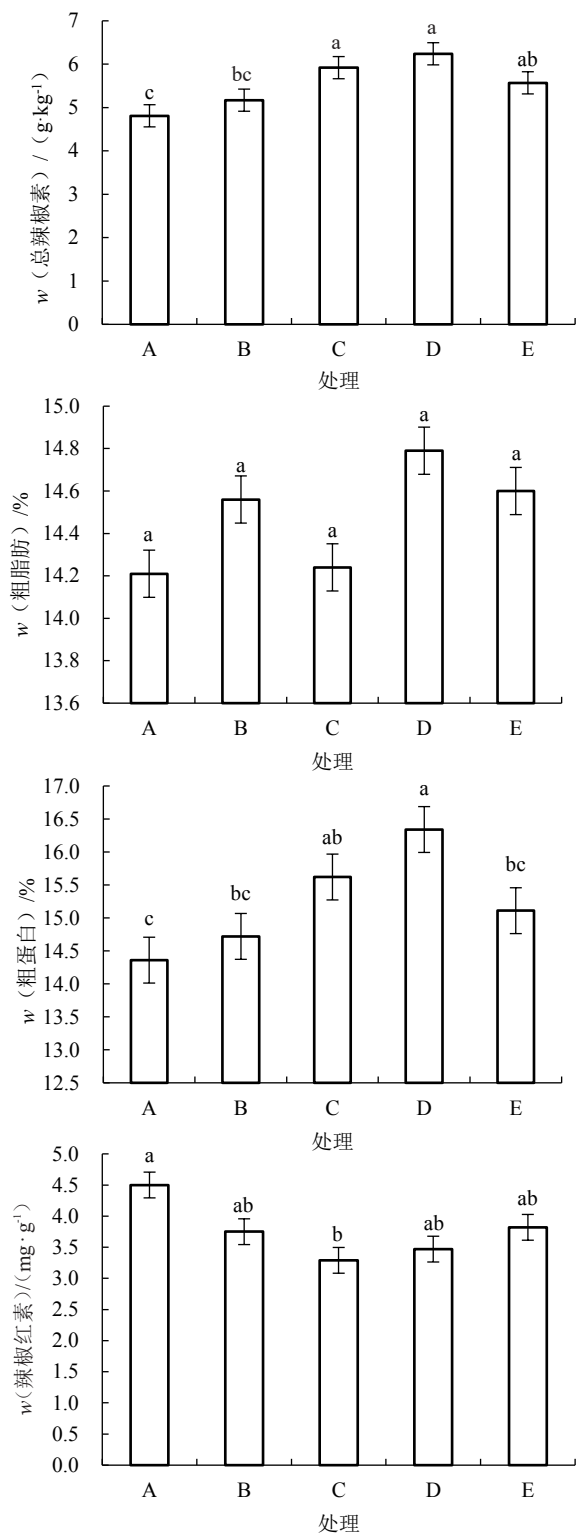 w（总辣椒素）/（g·kg⁻¹）
7
6
5
4
3
2
1
0
c
bc
a
a
ab
A B C D E
处理
w（粗脂肪）/%
15.0
14.8
14.6
14.4
14.2
14.0
13.8
13.6
a
a
a
a
a
A B C D E
处理
w（粗蛋白）/%
17.0
16.5
16.0
15.5
15.0
14.5
14.0
13.5
13.0
12.5
c
bc
ab
a
bc
A B C D E
处理
w(辣椒红素)/(mg·g⁻¹)
5.0
4.5
4.0
3.5
3.0
2.5
2.0
1.5
1.0
0.5
0.0
a
ab
b
ab
ab
A B C D E
处理